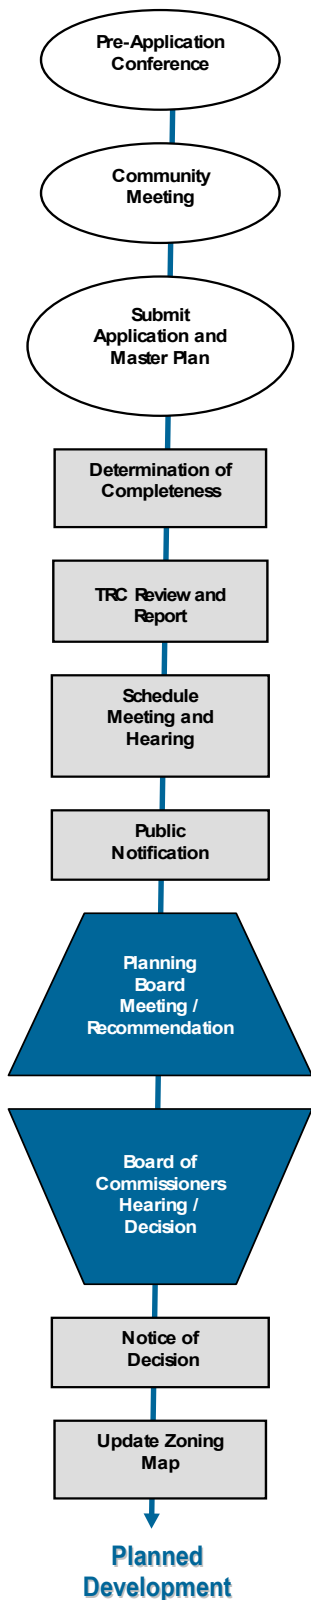 Pre-Application
Conference
Community
Meeting
Submit
Application and
Master Plan
Determination of
Completeness
TRC Review and
Report
Schedule
Meeting and
Hearing
Public
Notification
Planning
Board
Meeting /
Recommendation
Board of
Commissioners
Hearing /
Decision
Notice of
Decision
Update Zoning
Map
Planned
Development